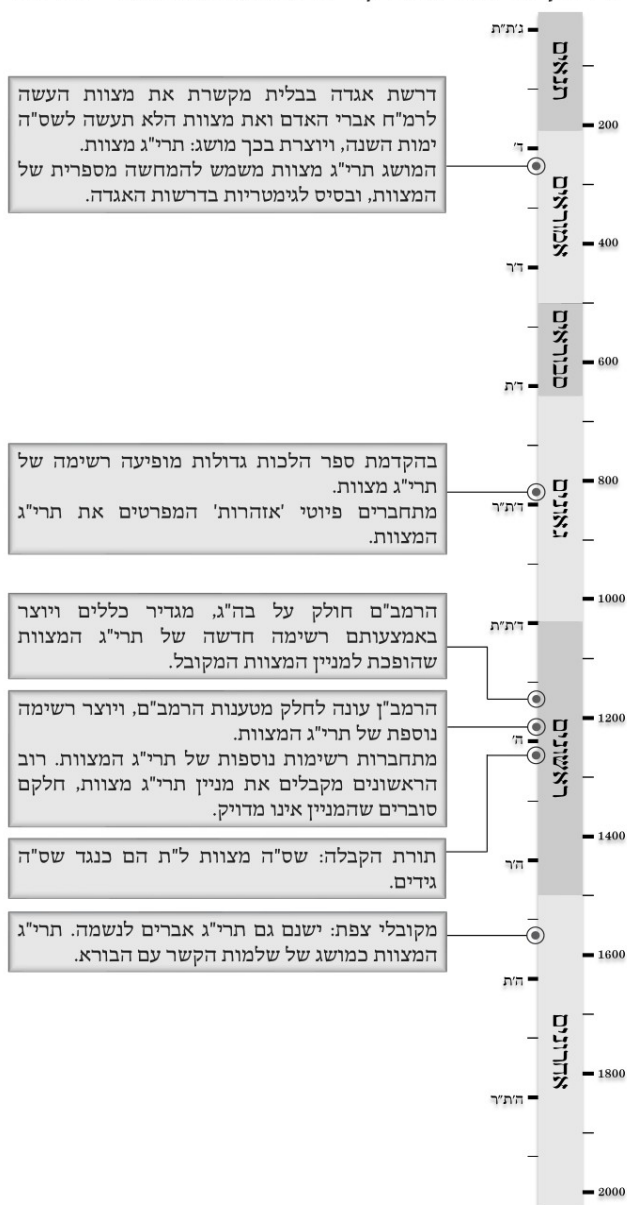 ג'ת"ת
תנאים
200
דרשת אגדה בבלית מקשרת את מצוות העשה
לרמ"ח אברי האדם ואת מצוות הלא תעשה לשס"ה
ימות השנה, ויוצרת בכך מושג: תרי"ג מצוות.
המושג תרי"ג מצוות משמש להמחשה מספרית של
המצוות, ובסיס לגימטריות בדרשות האגדה.
ד'
אמוראים
400
ד'ר
סבוראים
600
ד'ת
בהקדמת ספר הלכות גדולות מופיעה רשימה של
תרי"ג מצוות.
מתחברים פיוטי 'אזהרות' המפרטים את תרי"ג
המצוות.
800
ד'ת"ר
גאונים
1000
ד'ת"ת
הרמב"ם חולק על בה"ג, מגדיר כללים ויוצר
באמצעותם רשימה חדשה של תרי"ג המצוות
שהופכת למניין המצוות המקובל.
הרמב"ן עונה לחלק מטענות הרמב"ם, ויוצר רשימה
נוספת של תרי"ג המצוות.
מתחברות רשימות נוספות של תרי"ג המצוות. רוב
הראשונים מקבלים את מניין תרי"ג מצוות, חלקם
סוברים שהמניין אינו מדויק.
1200
ה'
ראשונים
1400
תורת הקבלה: שס"ה מצוות ל"ת הם כנגד שס"ה
גידים.
ה'ר
מקובלי צפת: ישנם גם תרי"ג אברים לנשמה. תרי"ג
המצוות כמושג של שלמות הקשר עם הבורא.
1600
ה'ת
אחרונים
1800
ה'ת"ר
2000